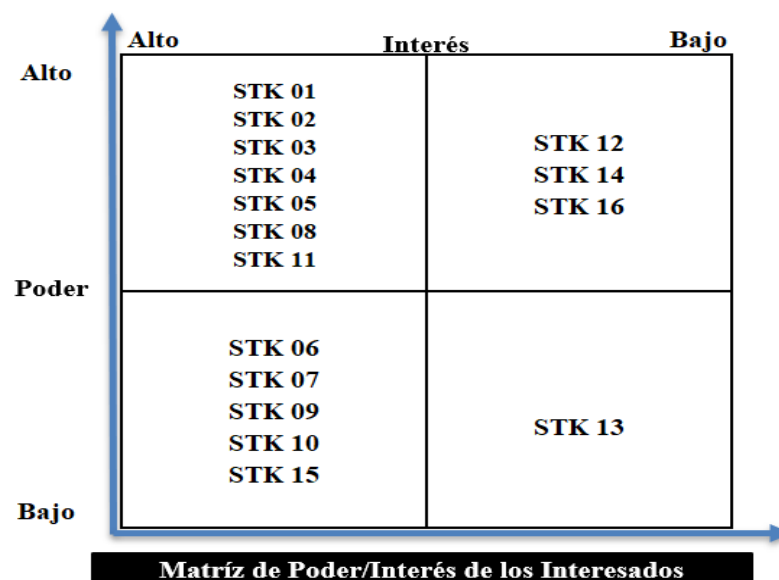 Alto Interés Bajo
Alto
STK 01
STK 02
STK 03
STK 04
STK 05
STK 08
STK 11
STK 12
STK 14
STK 16
Poder
STK 06
STK 07
STK 09
STK 10
STK 15
STK 13
Bajo
Matríz de Poder/Interés de los Interesados